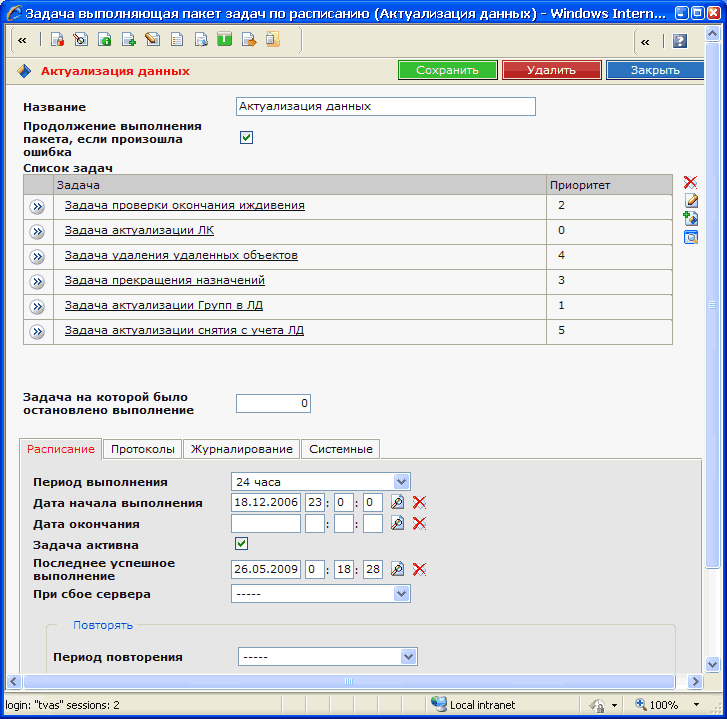 Задача выполняющая пакет задач по расписанию (Актуализация данных) - Windows Intern...
Актуализация данных
Сохранить
Удалить
Закрыть
Название
Актуализация данных
Продолжение выполнения
пакета, если произошла
ошибка
Список задач
Задача Приоритет
Задача проверки окончания иждивения 2
Задача актуализации ЛК 0
Задача удаления удаленных объектов 4
Задача прекращения назначений 3
Задача актуализации Групп в ЛД 1
Задача актуализации снятия с учета ЛД 5
Задача на которой было
остановлено выполнение
0
Расписание Протоколы Журналирование Системные
Период выполнения 24 часа
Дата начала выполнения 18.12.2006 23 : 0 : 0
Дата окончания : :
Задача активна
Последнее успешное
выполнение
26.05.2009 0 : 18 : 28
При сбое сервера -----
Повторять
Период повторения -----
login: "tvas" sessions: 2 Local intranet 100%